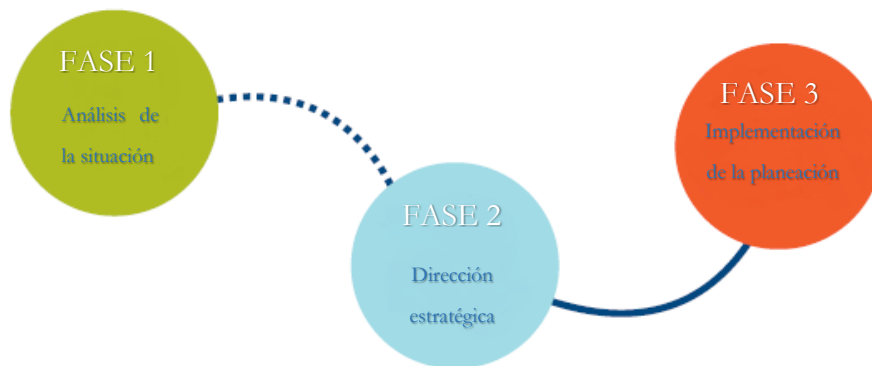 FASE 1
Análisis de
la situación
FASE 2
Dirección
estratégica
FASE 3
Implementación
de la planeación